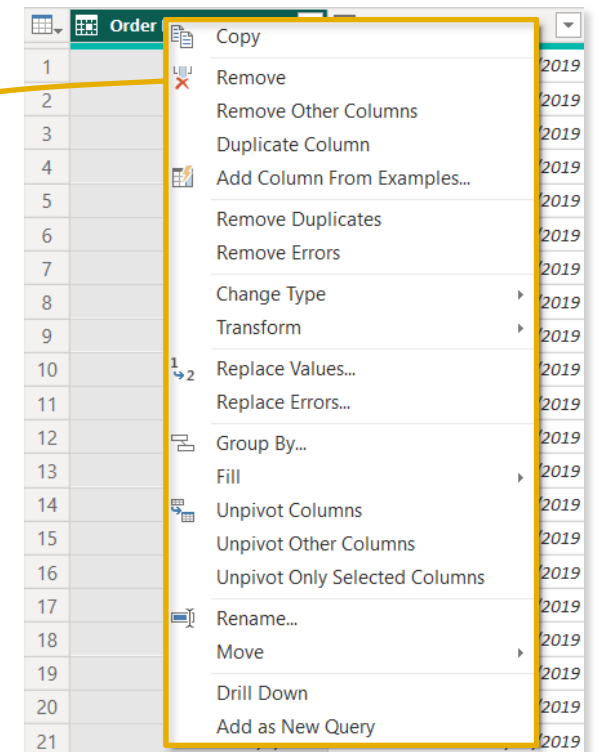 Order
Copy
1 /2019
Remove
2 /2019
Remove Other Columns
3 /2019
Duplicate Column
4 /2019
Add Column From Examples...
5 /2019
Remove Duplicates
6 /2019
Remove Errors
7 /2019
Change Type
8 /2019
Transform
9 /2019
10 /2019
1 2 Replace Values...
11 /2019
Replace Errors...
12 /2019
Group By...
13 /2019
Fill
14 /2019
Unpivot Columns
15 /2019
Unpivot Other Columns
16 /2019
Unpivot Only Selected Columns
17 /2019
Rename...
18 /2019
Move
19 /2019
Drill Down
20 /2019
Add as New Query
21 /2019